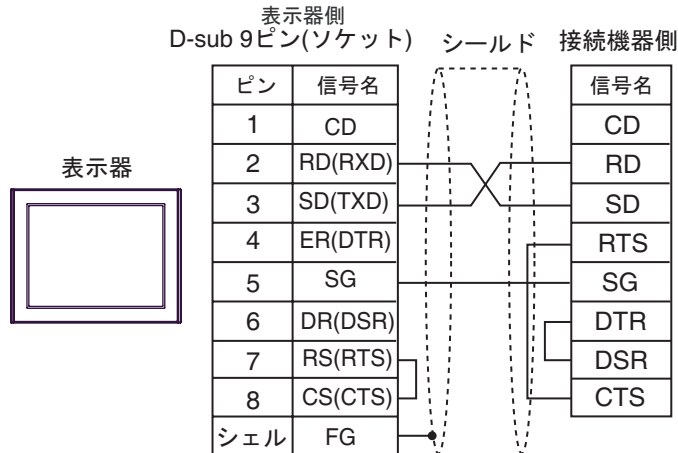 表示器側
D-sub 9ピン(ソケット) シールド 接続機器側
ピン 信号名 信号名
1 CD CD
表示器
2 RD(RXD) RD
3 SD(TXD) SD
4 ER(DTR) RTS
5 SG SG
6 DR(DSR) DTR
7 RS(RTS) DSR
8 CS(CTS) CTS
シェル FG